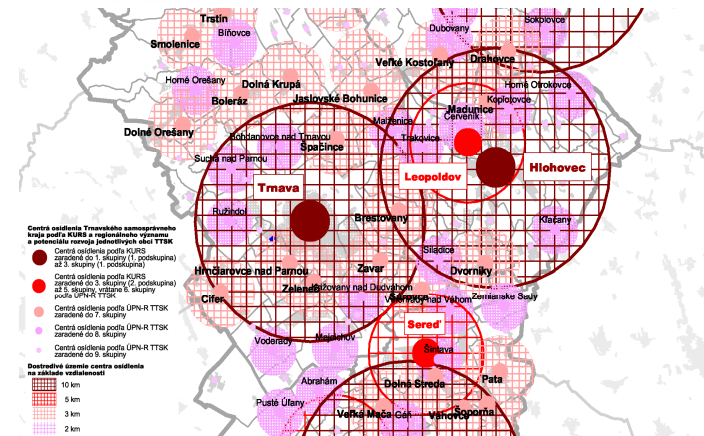 Trstín
Sokolovce
Bíňovce
Dubovany
Smolenice
Veľké Kostoľany
Drahovce
Horné Orešany
Dolná Krupá
Horné Otrokovce
Boleráz
Jaslovské Bohunice
Koplotovce
Madunice
Červeník
Malženice
Dolné Orešany
Bohdanovce nad Trnavou
Trakovice
Špačince
Suchá nad Parnou
Leopoldov
Hlohovec
Trnava
Ružindol
Brestovany
Kľačany
Centrá osídlenia Trnavského samosprávneho
kraja podľa KURS a regionálneho významu
a potenciálu rozvoja jednotlivých obcí TTSK
Centrá osídlenia podľa KURS
zaradené do 1. skupiny (1. podskupina)
až 3. skupiny (1. podskupina)
Centrá osídlenia podľa KURS
zaradené do 3. skupiny (2. podskupina)
až 5. skupiny, vrátane 6. skupiny
podľa ÚPN-R TTSK
Centrá osídlenia podľa ÚPN-R TTSK
zaradené do 7. skupiny
Centrá osídlenia podľa ÚPN-R TTSK
zaradené do 8. skupiny
Centrá osídlenia podľa ÚPN-R TTSK
zaradené do 9. skupiny
Dostredivé územie centra osídlenia
na základe vzdialenosti
10 km
5 km
3 km
2 km
Siladice
Hrnčiarovce nad Parnou
Zavar
Dvorníky
Zeleneč
Križovany nad Dudváhom
Cífer
Vinohrady nad Váhom
Zemianske Sady
Sereď
Voderady
Majcichov
Šintava
Abrahám
Dolná Streda
Pata
Pusté Úľany
Veľká Mača
Gáň
Váhovce
Šoporňa